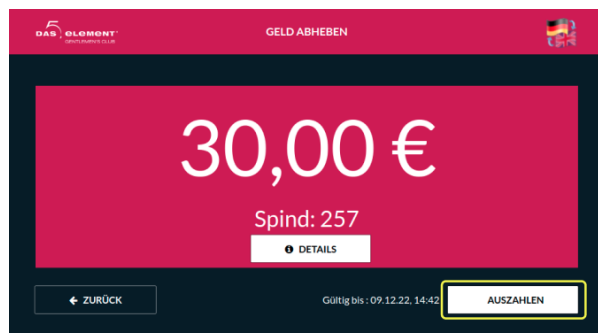 5
DAS ELEMENT
GENTLEMEN'S CLUB
GELD ABHEBEN
30,00 €
Spind: 257
DETAILS
ZURÜCK
Gültig bis : 09.12.22, 14:42
AUSZAHLEN